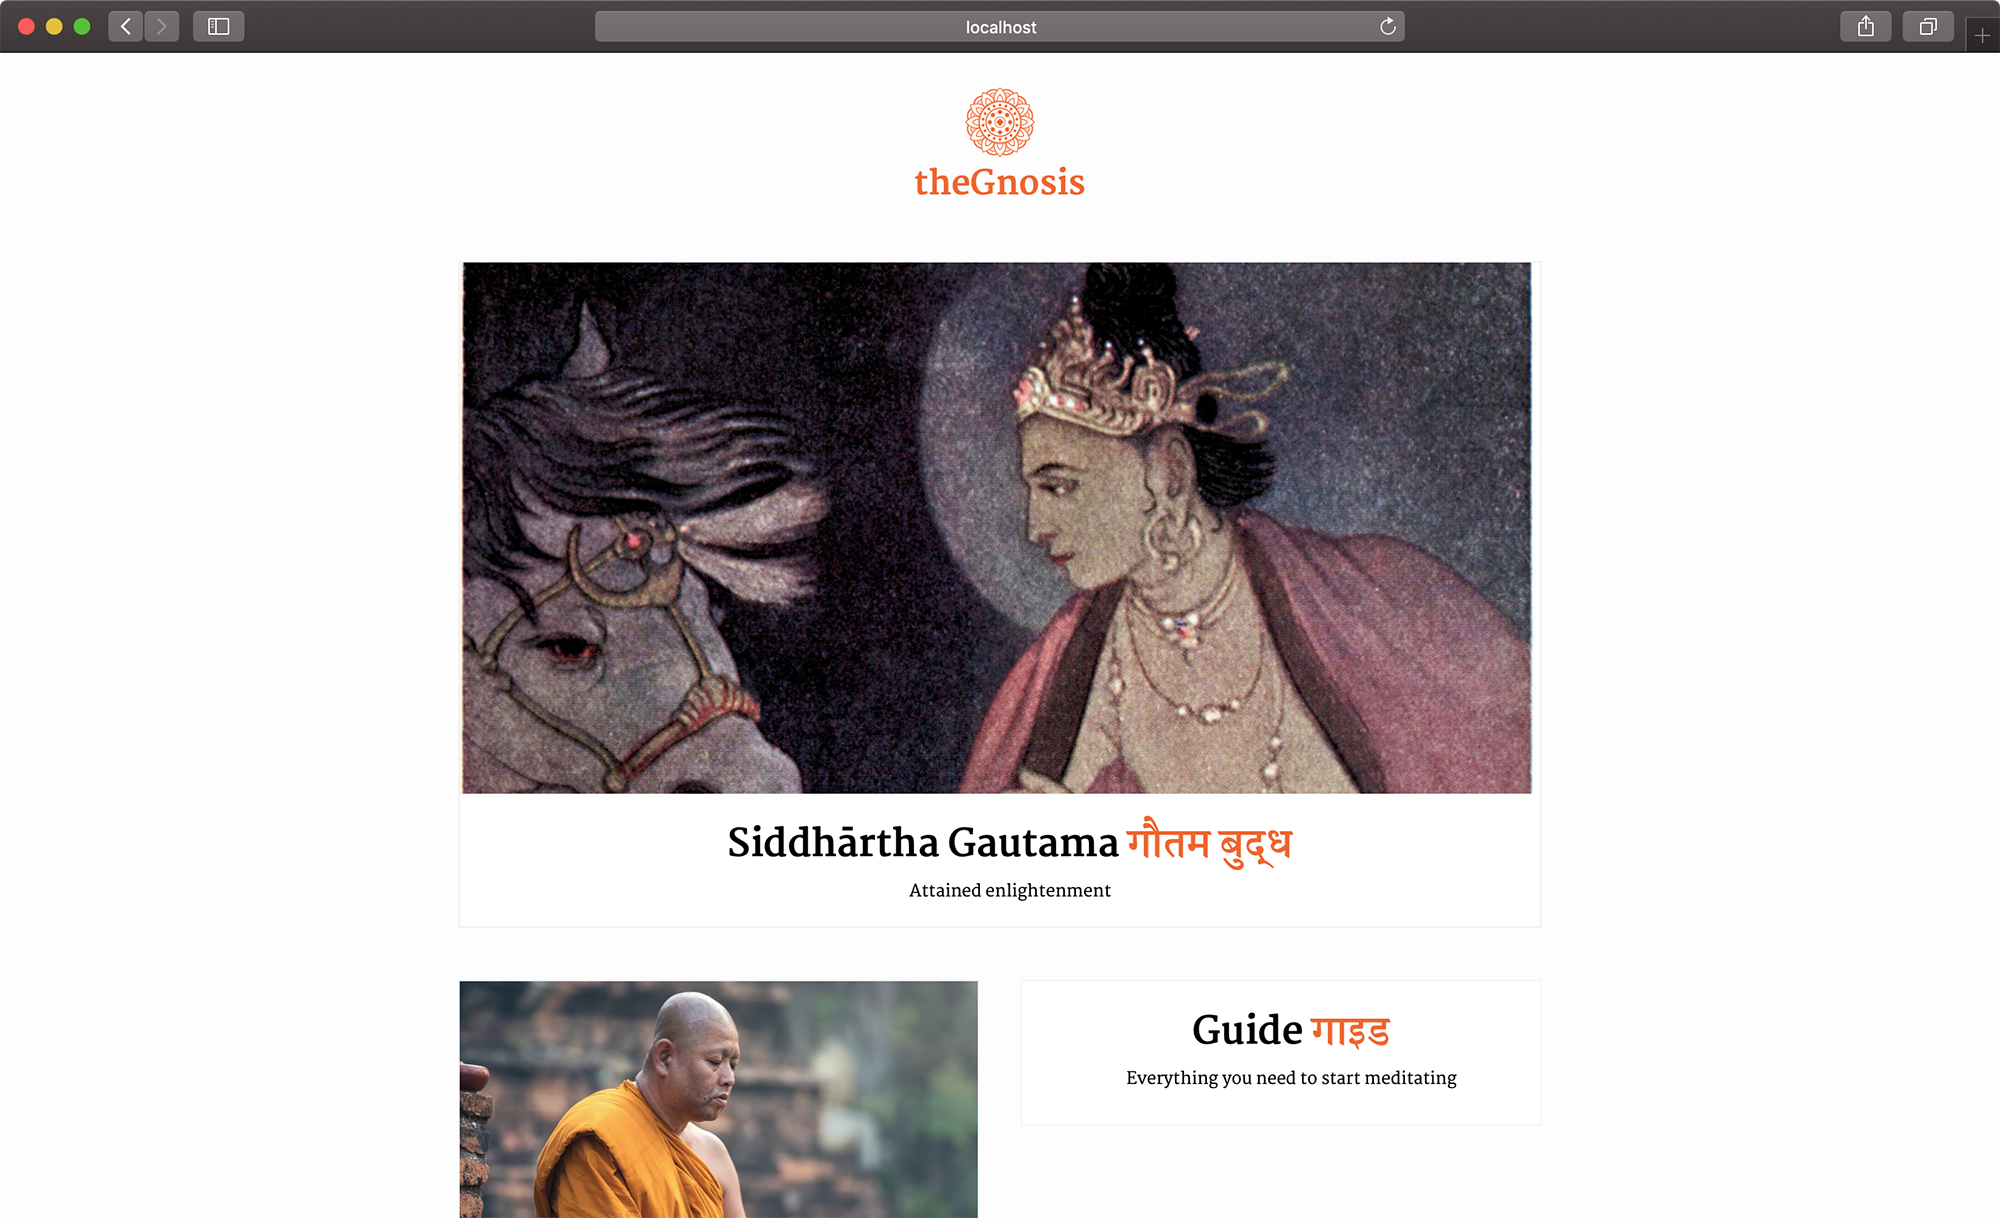 localhost
theGnosis
Siddhārtha Gautama गौतम बुद्ध
Attained enlightenment
Guide गाइड
Everything you need to start meditating